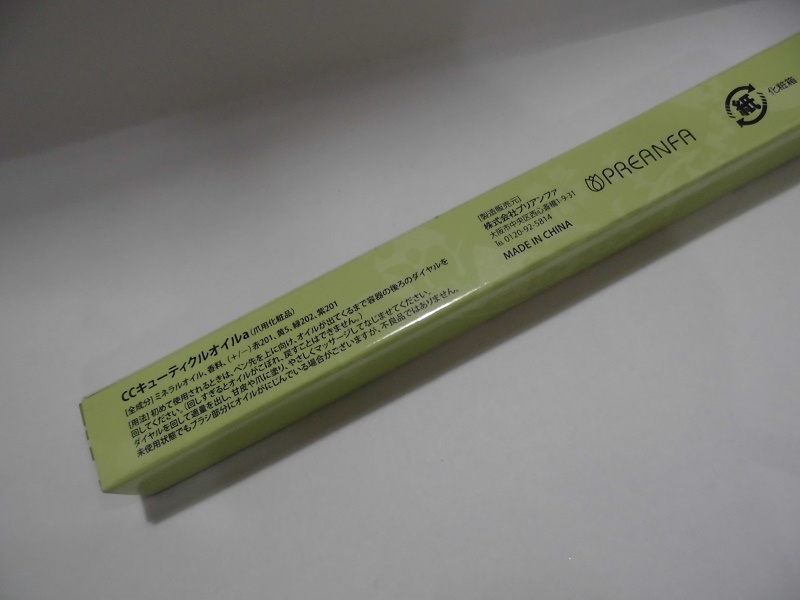 CCキューティクルオイルa(爪用化粧品)
[全成分]ミネラルオイル、香料、(+/-)赤201、黄5、緑202、紫201
[用法]初めて使用されるときは、ペン先を上に向け、オイルが出てくるまで容器の後ろのダイヤルを
回してください。(回しすぎるとオイルがこぼれ、戻すことはできません。)
ダイヤルを回して適量を出し、甘皮や爪に塗り、やさしくマッサージしてなじませてください。
未使用状態でもブラシ部分にオイルがにじんでいる場合がございますが、不良品ではありません。
[製造販売元]
株式会社プリアンファ
大阪市中央区西心斎橋1-9-31
℡ 0120-92-5814
MADE IN CHINA
PREANFA
紙
化粧箱